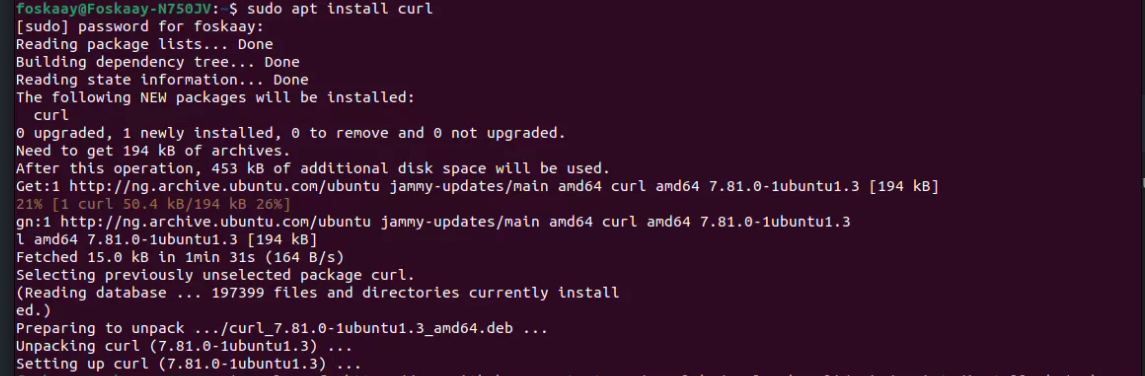 foskaay@Foskaay-N750JV:~$ sudo apt install curl
[sudo] password for foskaay:
Reading package lists... Done
Building dependency tree... Done
Reading state information... Done
The following NEW packages will be installed:
  curl
0 upgraded, 1 newly installed, 0 to remove and 0 not upgraded.
Need to get 194 kB of archives.
After this operation, 453 kB of additional disk space will be used.
Get:1 http://ng.archive.ubuntu.com/ubuntu jammy-updates/main amd64 curl amd64 7.81.0-1ubuntu1.3 [194 kB]
21% [1 curl 50.4 kB/194 kB 26%]
gn:1 http://ng.archive.ubuntu.com/ubuntu jammy-updates/main amd64 curl amd64 7.81.0-1ubuntu1.3
l amd64 7.81.0-1ubuntu1.3 [194 kB]
Fetched 15.0 kB in 1min 31s (164 B/s)
Selecting previously unselected package curl.
(Reading database ... 197399 files and directories currently install
ed.)
Preparing to unpack .../curl_7.81.0-1ubuntu1.3_amd64.deb ...
Unpacking curl (7.81.0-1ubuntu1.3) ...
Setting up curl (7.81.0-1ubuntu1.3) ...